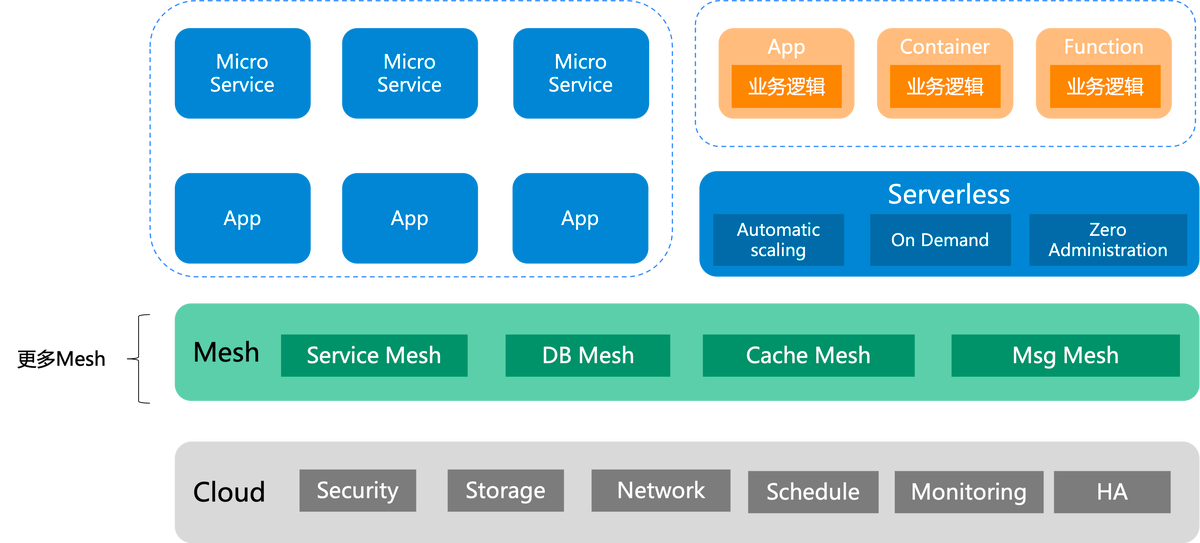 Micro
Service
Micro
Service
Micro
Service
App
App
App
App
业务逻辑
Container
业务逻辑
Function
业务逻辑
Serverless
Automatic
scaling
On Demand
Zero
Administration
更多Mesh
Mesh
Service Mesh
DB Mesh
Cache Mesh
Msg Mesh
Cloud
Security
Storage
Network
Schedule
Monitoring
HA